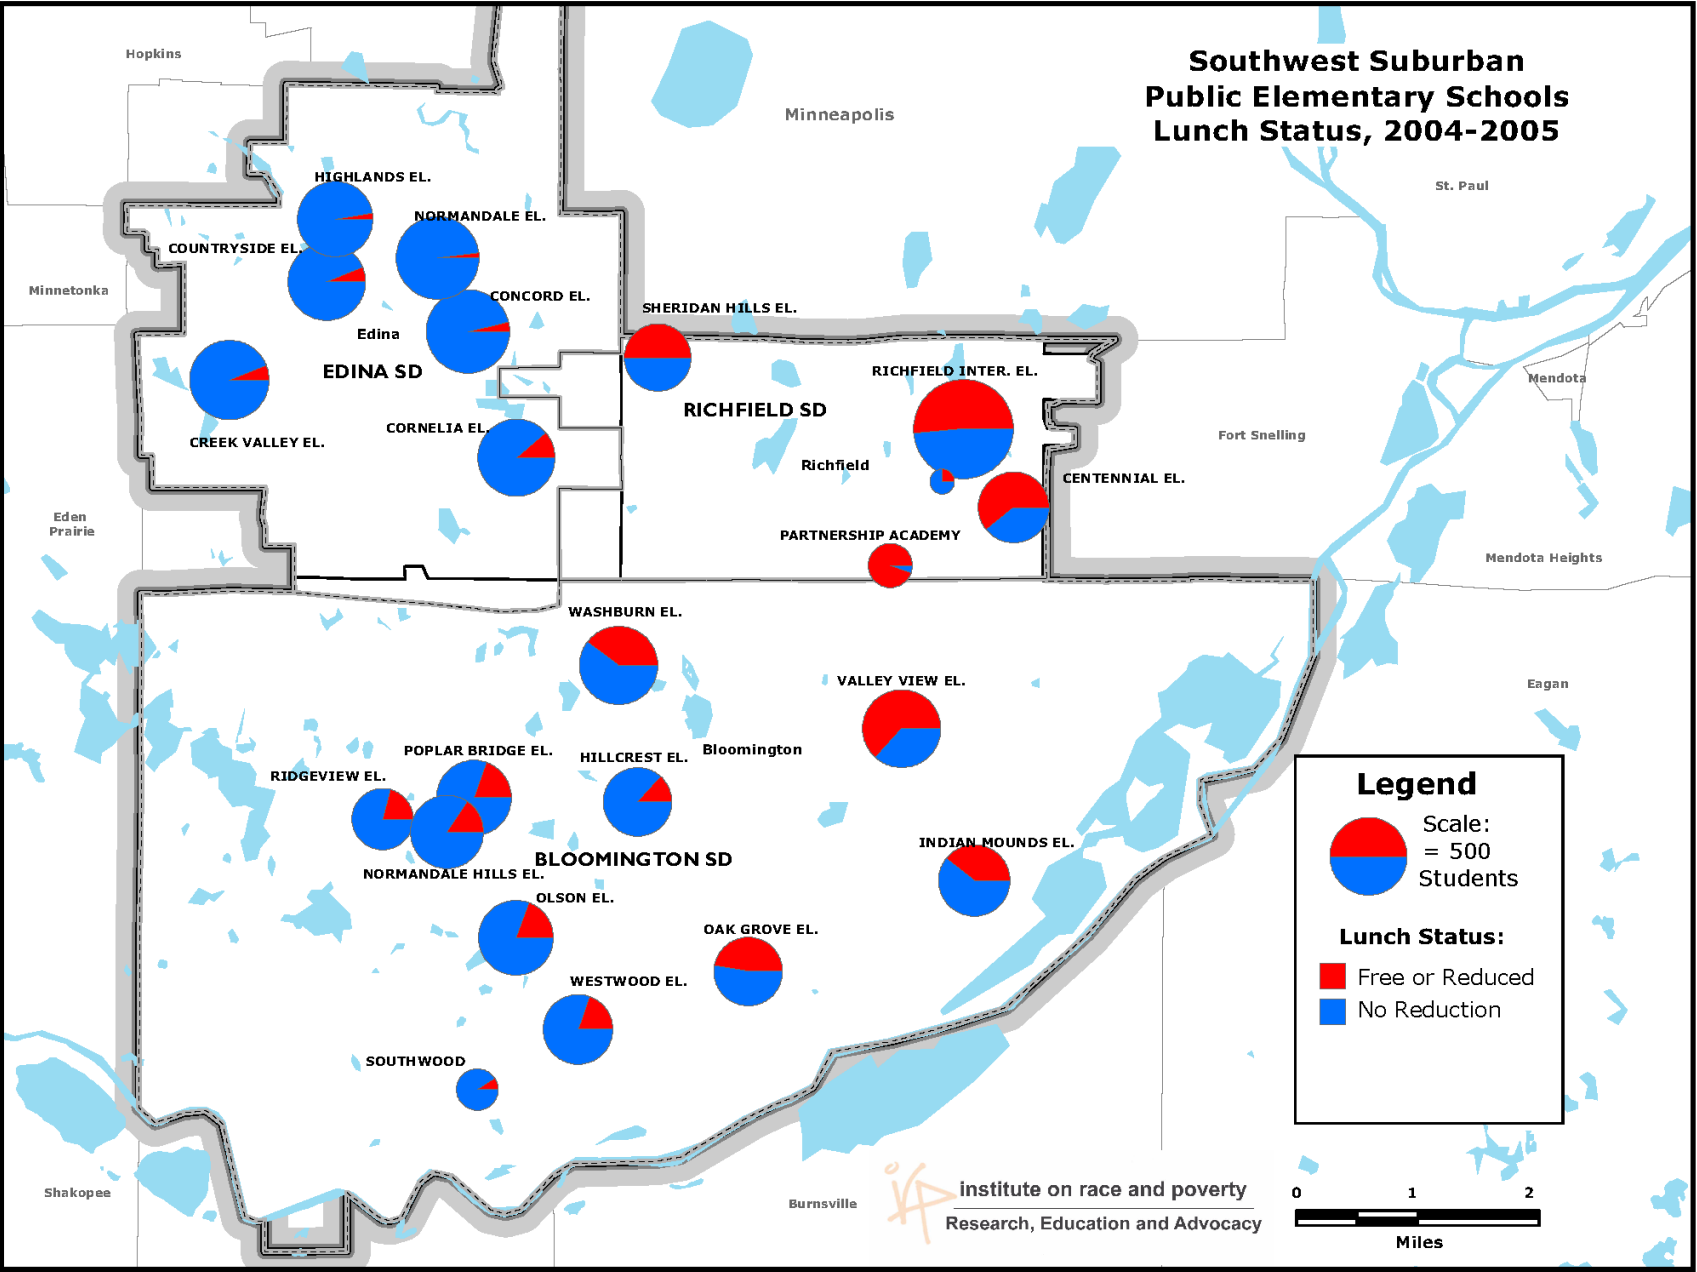 Southwest Suburban
Public Elementary Schools
Lunch Status, 2004-2005
Hopkins
Minneapolis
St. Paul
HIGHLANDS EL.
NORMANDALE EL.
COUNTRYSIDE EL.
Minnetonka
CONCORD EL.
SHERIDAN HILLS EL.
Edina
EDINA SD
RICHFIELD INTER. EL.
Mendota
RICHFIELD SD
CREEK VALLEY EL.
CORNELIA EL.
Fort Snelling
Richfield
CENTENNIAL EL.
Eden
Prairie
PARTNERSHIP ACADEMY
Mendota Heights
WASHBURN EL.
VALLEY VIEW EL.
Eagan
POPLAR BRIDGE EL.
Bloomington
HILLCREST EL.
RIDGEVIEW EL.
INDIAN MOUNDS EL.
BLOOMINGTON SD
NORMANDALE HILLS EL.
OLSON EL.
OAK GROVE EL.
WESTWOOD EL.
SOUTHWOOD
Legend
Scale:
= 500
Students
Lunch Status:
Free or Reduced
No Reduction
Shakopee
Burnsville
irp
institute on race and poverty
Research, Education and Advocacy
0 1 2
Miles